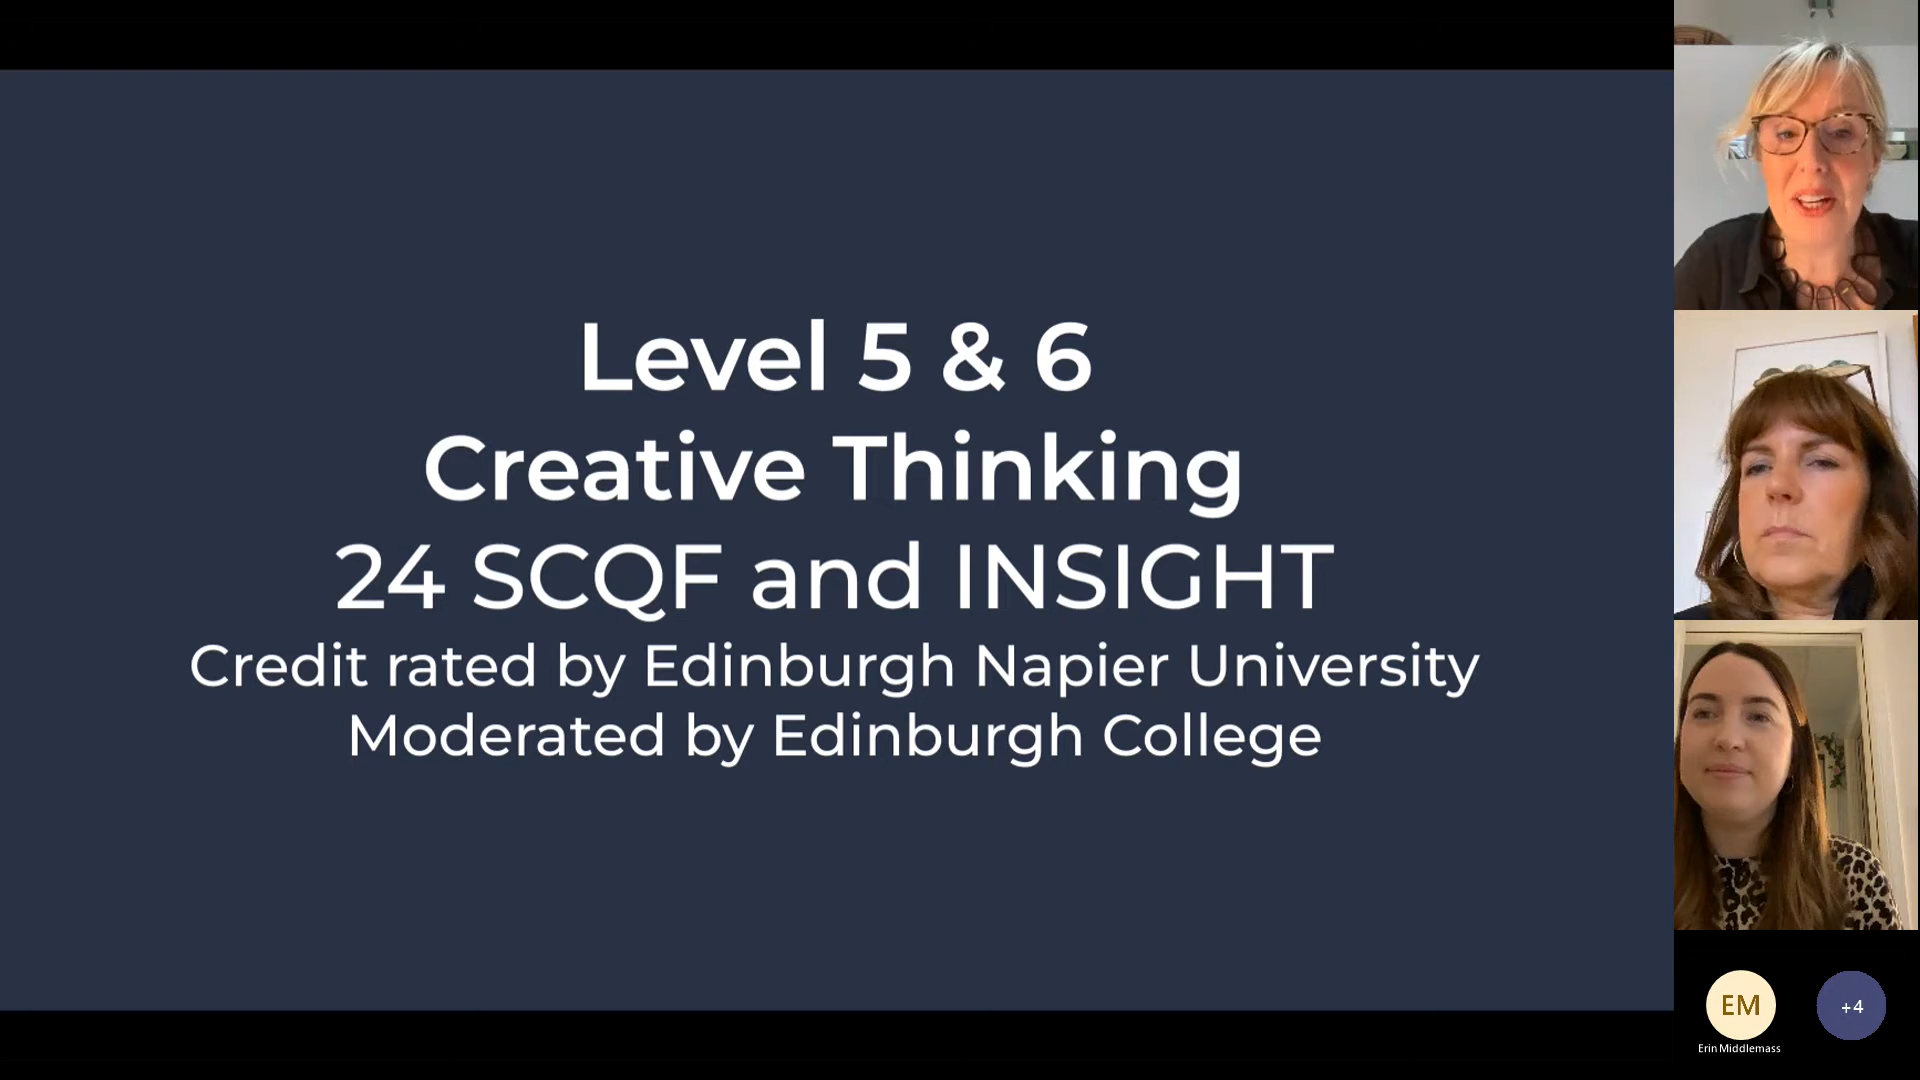 Level 5 & 6
Creative Thinking
24 SCQF and INSIGHT
Credit rated by Edinburgh Napier University
Moderated by Edinburgh College
EM
+4
Erin Middlemass